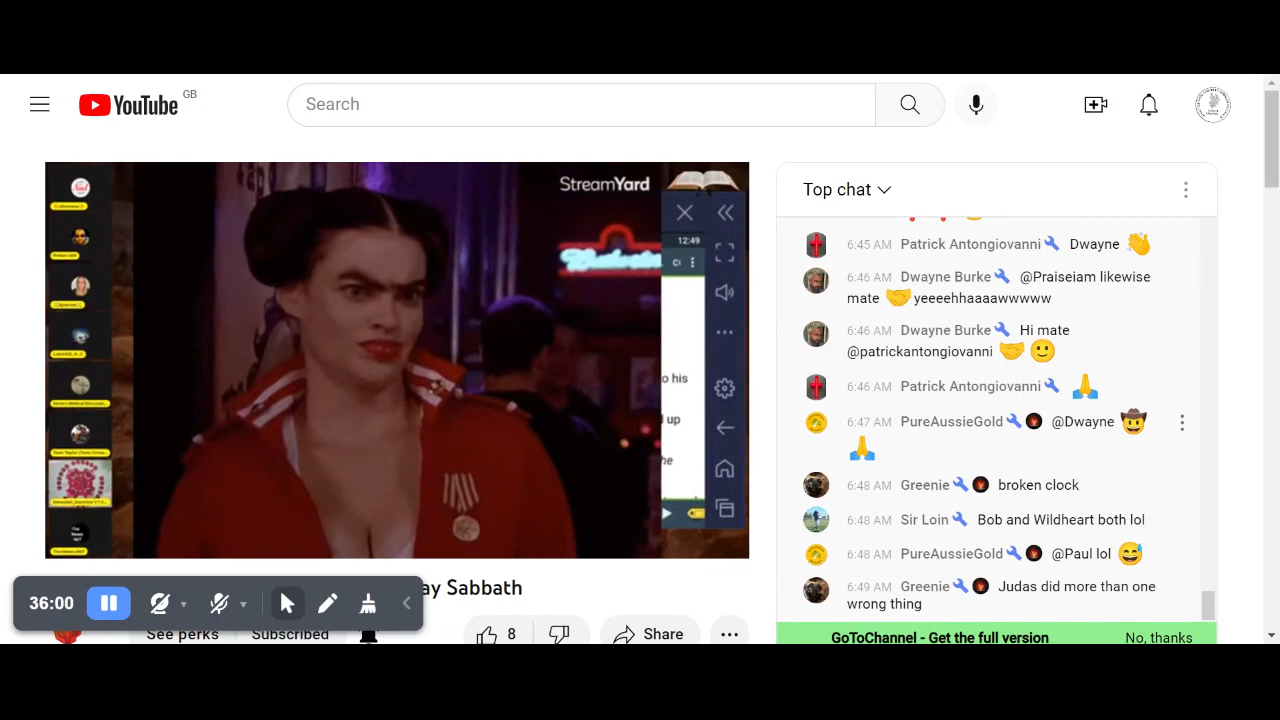 YouTube GB
Search
StreamYard
12:49
o his
up
he
Top chat
6:45 AM Patrick Antongiovanni Dwayne 👋
6:46 AM Dwayne Burke @Praiseiam likewise
mate 🤝 yeeeehhaaaawwwww
6:46 AM Dwayne Burke Hi mate
@patrickantongiovanni 🤝 🙂
6:46 AM Patrick Antongiovanni 🙏
6:47 AM PureAussieGold @Dwayne 🤠
🙏
6:48 AM Greenie broken clock
6:48 AM Sir Loin Bob and Wildheart both lol
6:48 AM PureAussieGold @Paul lol 😅
6:49 AM Greenie Judas did more than one
wrong thing
GoToChannel - Get the full version No, thanks
ay Sabbath
36:00
See perks Subscribed 8 Share